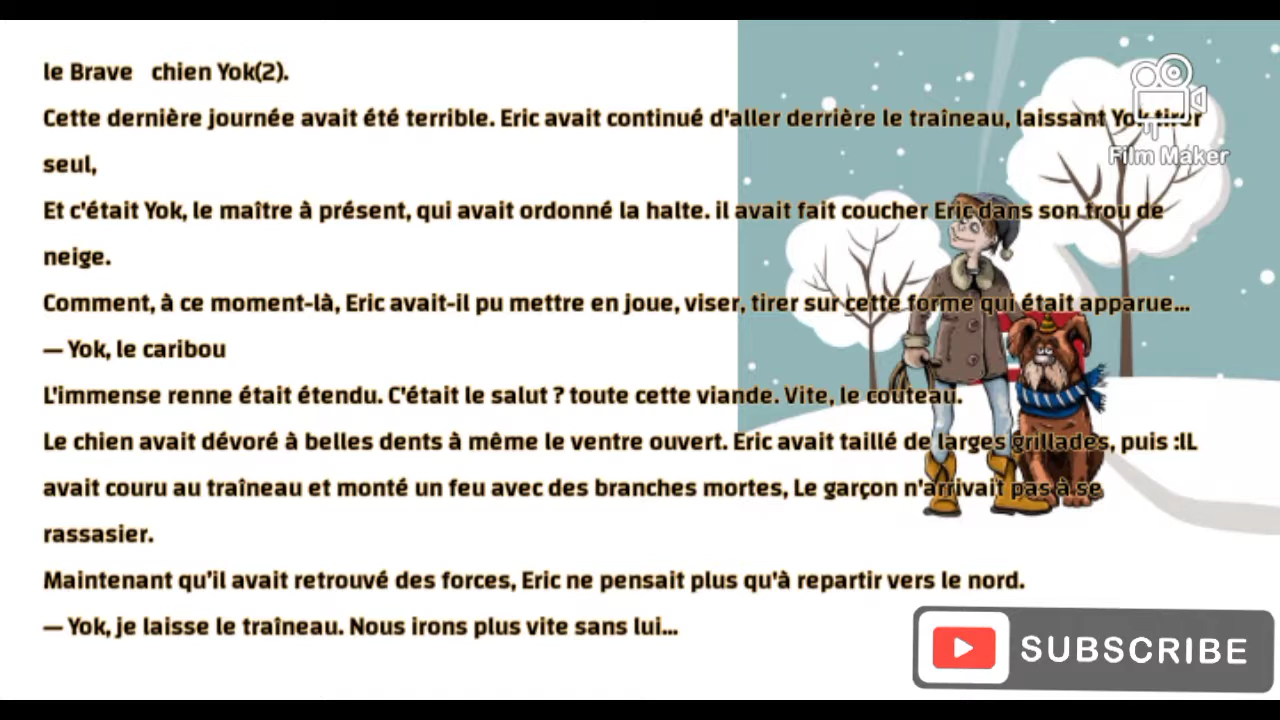 le Brave chien Yok(2).
Cette dernière journée avait été terrible. Eric avait continué d'aller derrière le traîneau, laissant Yok tirer
seul,
Et c'était Yok, le maître à présent, qui avait ordonné la halte. il avait fait coucher Eric dans son trou de
neige.
Comment, à ce moment-là, Eric avait-il pu mettre en joue, viser, tirer sur cette forme qui était apparue...
— Yok, le caribou
L'immense renne était étendu. C'était le salut ? toute cette viande. Vite, le couteau.
Le chien avait dévoré à belles dents à même le ventre ouvert. Eric avait taillé de larges grillades, puis :lL
avait couru au traîneau et monté un feu avec des branches mortes, Le garçon n'arrivait pas à se
rassasier.
Maintenant qu'il avait retrouvé des forces, Eric ne pensait plus qu'à repartir vers le nord.
— Yok, je laisse le traîneau. Nous irons plus vite sans lui...
Film Maker
SUBSCRIBE